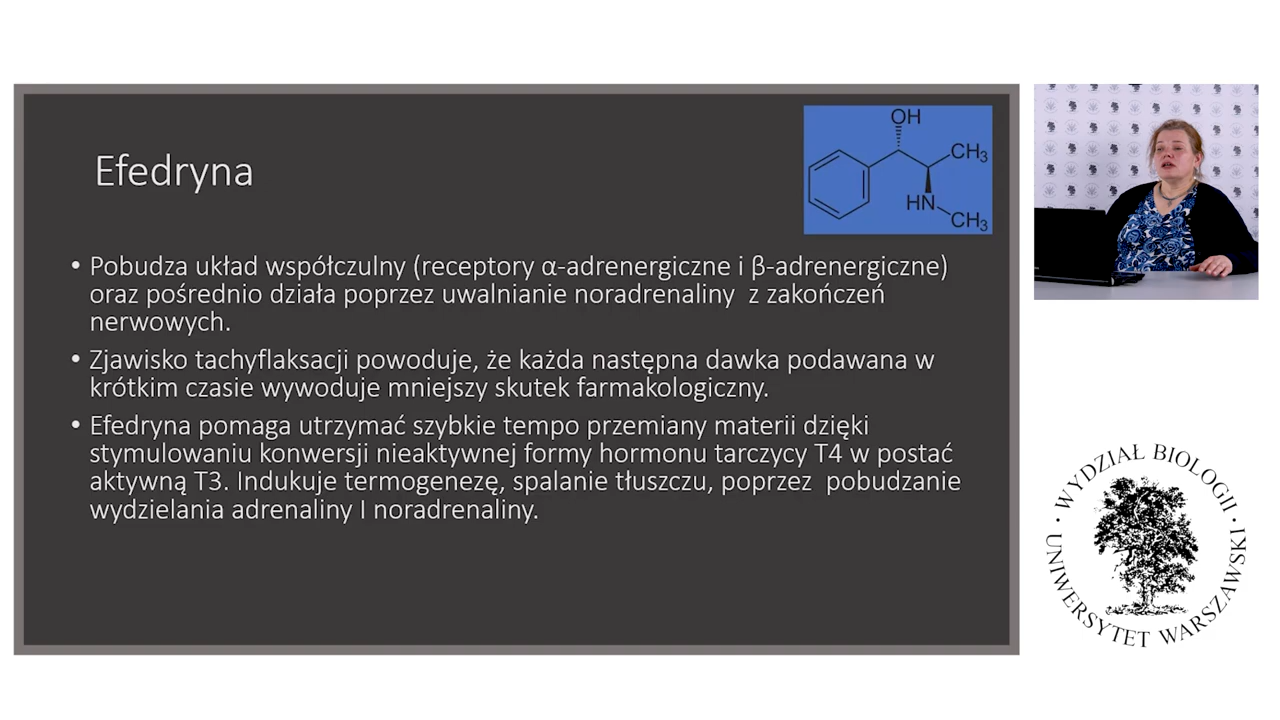 Efedryna
OH
CH3
HN
CH3
• Pobudza układ współczulny (receptory α-adrenergiczne i β-adrenergiczne)
oraz pośrednio działa poprzez uwalnianie noradrenaliny z zakończeń
nerwowych.
• Zjawisko tachyflaksacji powoduje, że każda następna dawka podawana w
krótkim czasie wywoduje mniejszy skutek farmakologiczny.
• Efedryna pomaga utrzymać szybkie tempo przemiany materii dzięki
stymulowaniu konwersji nieaktywnej formy hormonu tarczycy T4 w postać
aktywną T3. Indukuje termogenezę, spalanie tłuszczu, poprzez pobudzanie
wydzielania adrenaliny I noradrenaliny.
• WYDZIAŁ BIOLOGII •
UNIWERSYTET WARSZAWSKI